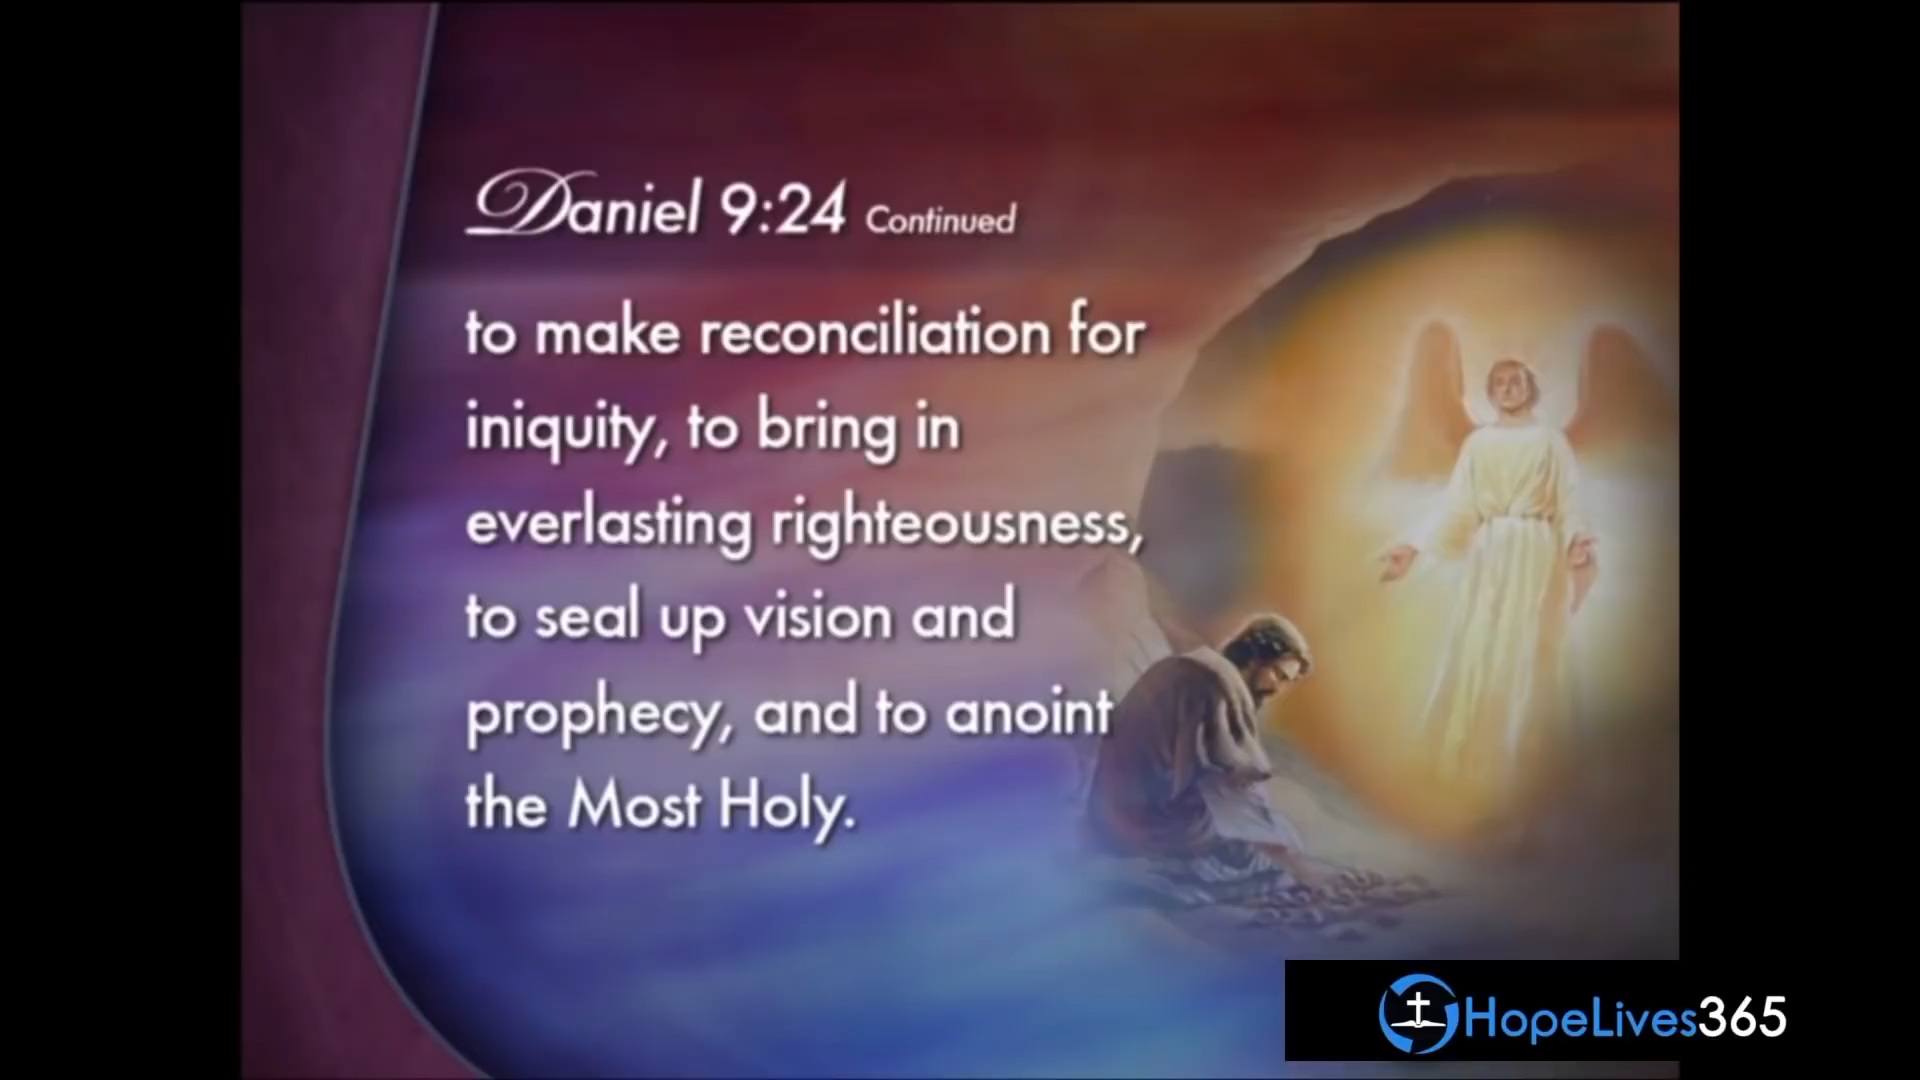 Daniel 9:24 Continued
to make reconciliation for
iniquity, to bring in
everlasting righteousness,
to seal up vision and
prophecy, and to anoint
the Most Holy.
HopeLives365